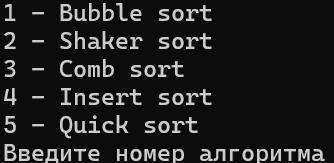 1 - Bubble sort
2 - Shaker sort
3 - Comb sort
4 - Insert sort
5 - Quick sort
Введите номер алгоритма